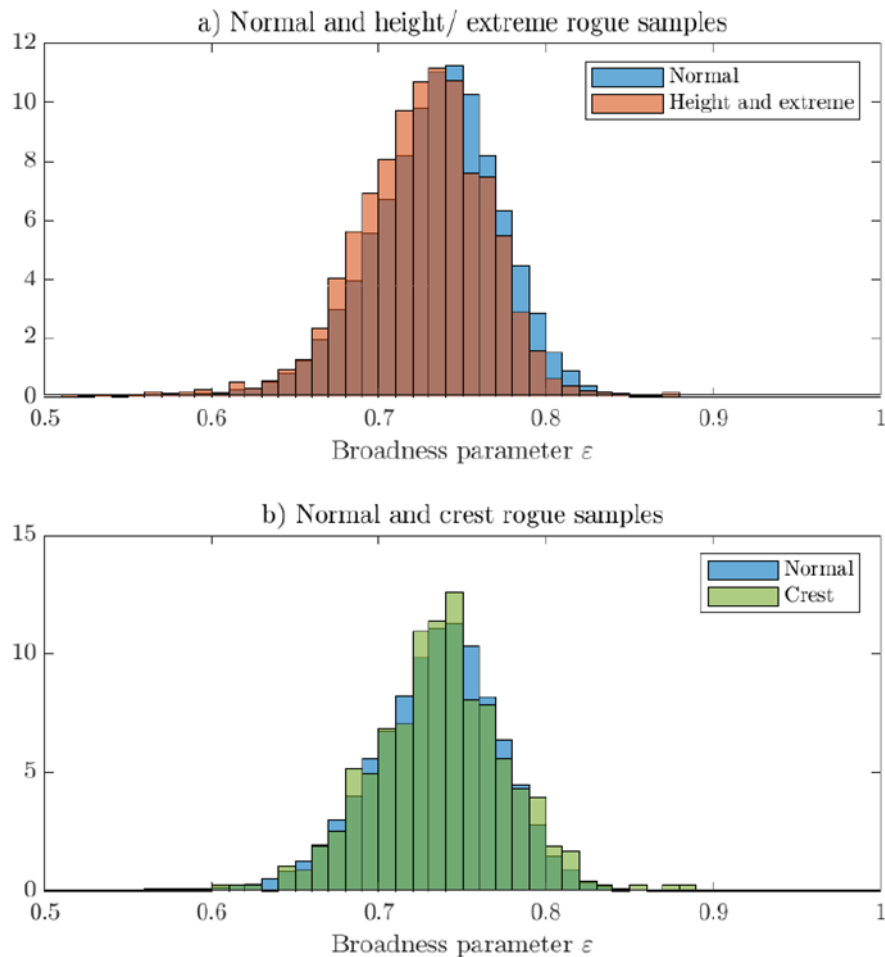 a) Normal and height/ extreme rogue samples
12
10
8
6
4
2
0
Normal
Height and extreme
0.5 0.6 0.7 0.8 0.9 1
Broadness parameter ε
b) Normal and crest rogue samples
15
10
5
0
Normal
Crest
0.5 0.6 0.7 0.8 0.9 1
Broadness parameter ε